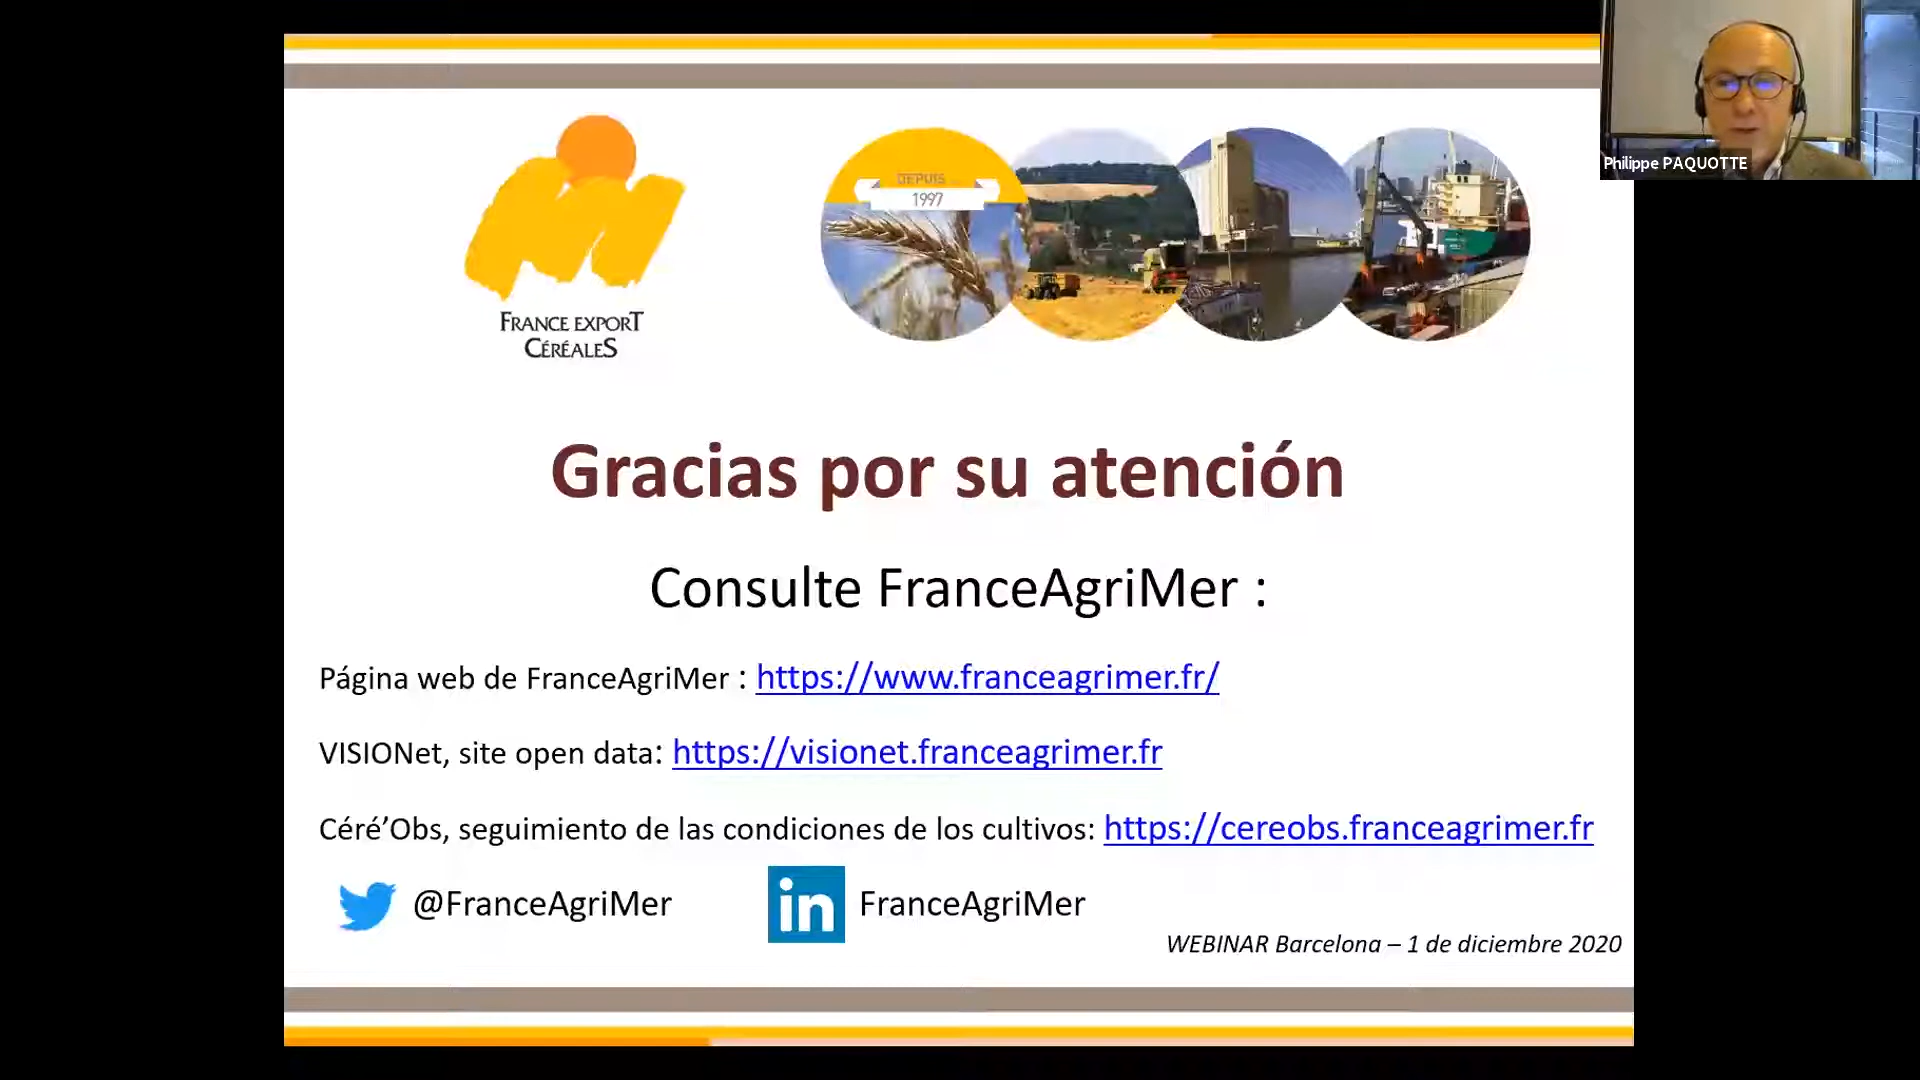 Philippe PAQUOTTE
DEPUIS
1997
FRANCE EXPORT
CÉRÉALES
Gracias por su atención
Consulte FranceAgriMer :
Página web de FranceAgriMer : https://www.franceagrimer.fr/
VISIONet, site open data: https://visionet.franceagrimer.fr
Céré’Obs, seguimiento de las condiciones de los cultivos: https://cereobs.franceagrimer.fr
@FranceAgriMer
in FranceAgriMer
WEBINAR Barcelona – 1 de diciembre 2020